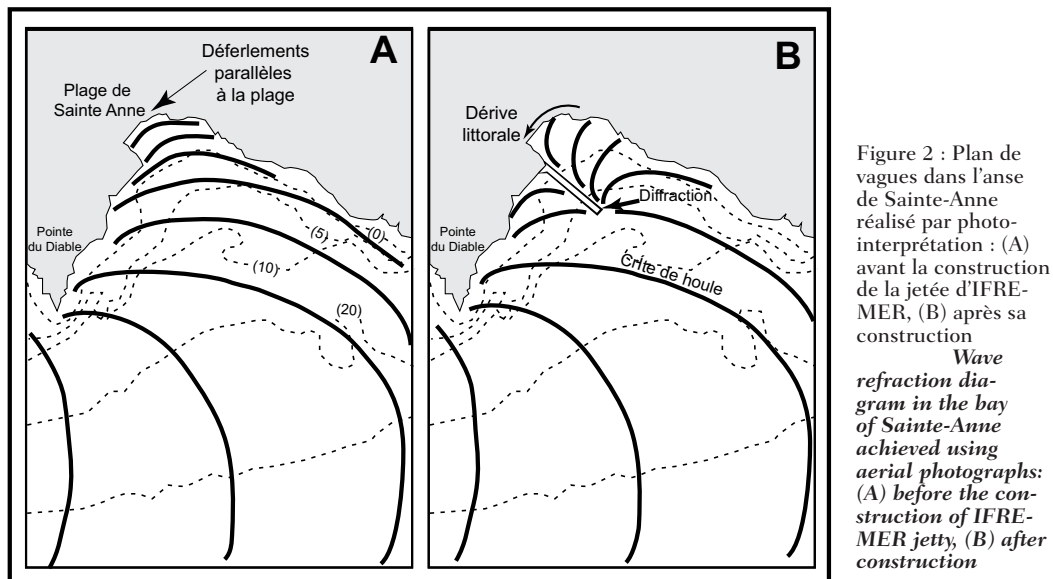 A
Déferlements
parallèles
à la plage
Plage de
Sainte Anne
Pointe
du Diable
(0)
(5)
(10)
(20)
B
Dérive
littorale
Diffraction
Pointe
du Diable
Crite de houle
Figure 2 : Plan de
vagues dans l'anse
de Sainte-Anne
réalisé par photo-
interprétation : (A)
avant la construction
de la jetée d'IFRE-
MER, (B) après sa
construction
Wave
refraction dia-
gram in the bay
of Sainte-Anne
achieved using
aerial photographs:
(A) before the con-
struction of IFRE-
MER jetty, (B) after
construction